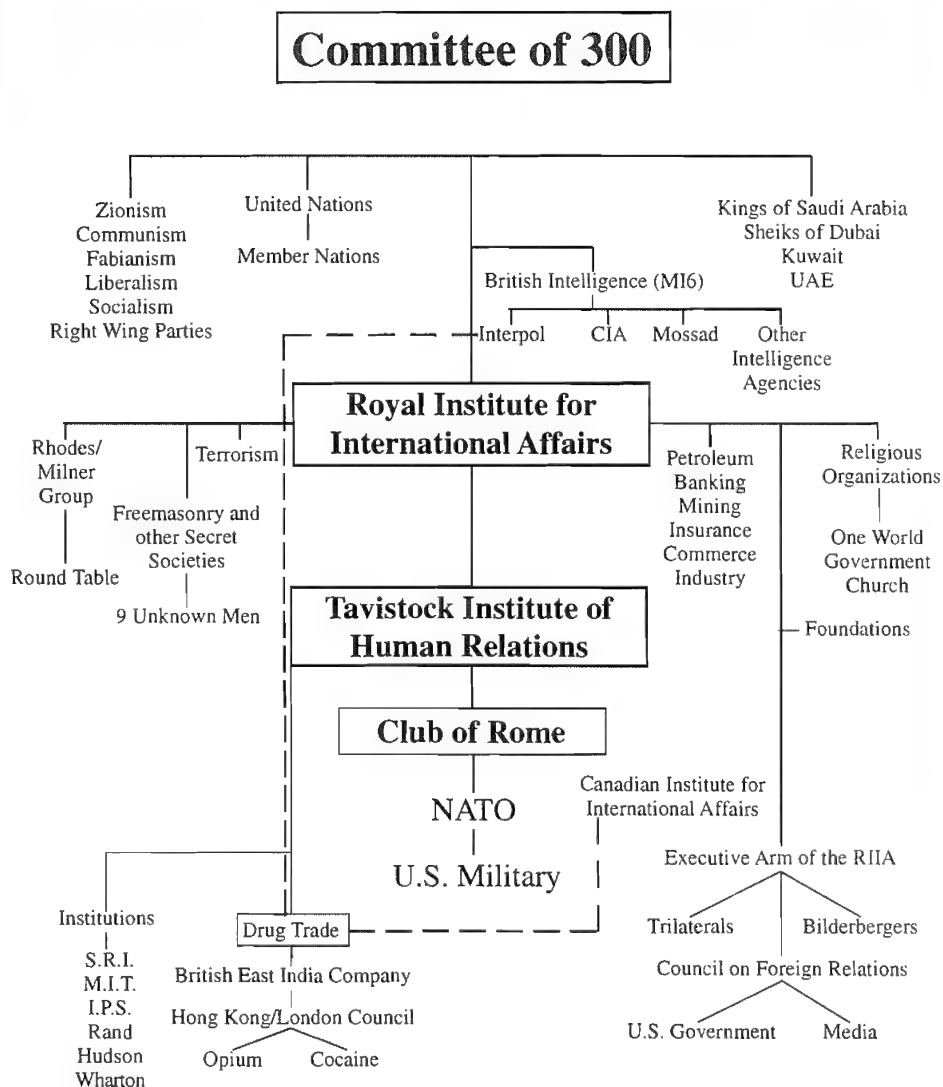 Committee of 300
Zionism
Communism
Fabianism
Liberalism
Socialism
Right Wing Parties
United Nations
Member Nations
Kings of Saudi Arabia
Sheiks of Dubai
Kuwait
UAE
British Intelligence (MI6)
Interpol
CIA
Mossad
Other
Intelligence
Agencies
Royal Institute for
International Affairs
Rhodes/
Milner
Group
Round Table
Freemasonry and
other Secret
Societies
9 Unknown Men
Terrorism
Petroleum
Banking
Mining
Insurance
Commerce
Industry
Religious
Organizations
One World
Government
Church
Foundations
Tavistock Institute of
Human Relations
Club of Rome
NATO
U.S. Military
Canadian Institute for
International Affairs
Executive Arm of the RIIA
Trilaterals
Bilderbergers
Council on Foreign Relations
U.S. Government
Media
Institutions
S.R.I.
M.I.T.
I.P.S.
Rand
Hudson
Wharton
Drug Trade
British East India Company
Hong Kong/London Council
Opium
Cocaine